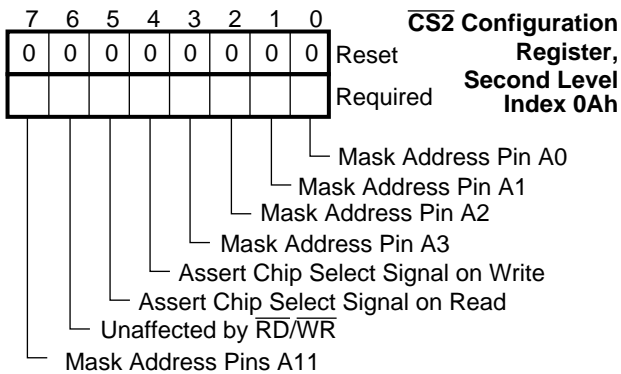 7 6 5 4 3 2 1 0
CS2 Configuration
Register,
Second Level
Index 0Ah
0 0 0 0 0 0 0 0 Reset
Required
Mask Address Pin A0
Mask Address Pin A1
Mask Address Pin A2
Mask Address Pin A3
Assert Chip Select Signal on Write
Assert Chip Select Signal on Read
Unaffected by RD/WR
Mask Address Pins A11